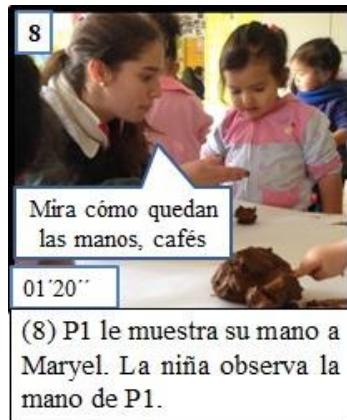 8
Mira cómo quedan
las manos, cafés
01´20´´
(8) P1 le muestra su mano a
Maryel. La niña observa la
mano de P1.